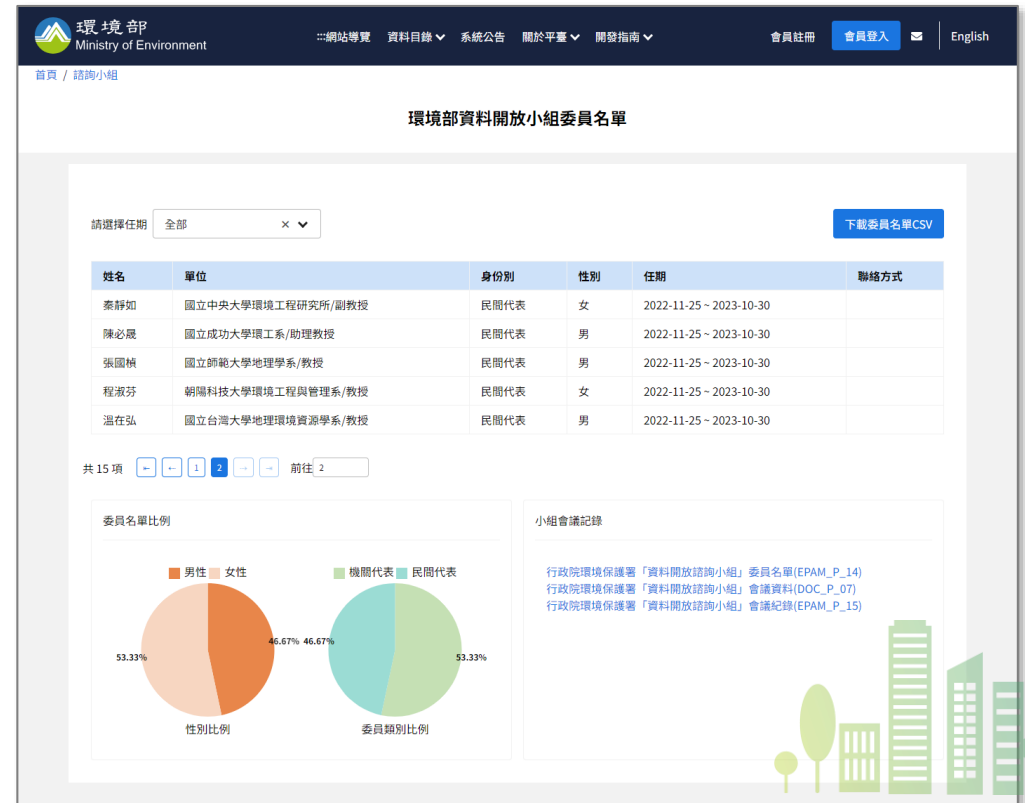 環境部
Ministry of Environment
:::網站導覽 資料目錄 系統公告 關於平臺 開發指南 會員註冊 會員登入 English
首頁 / 諮詢小組
環境部資料開放小組委員名單
請選擇任期 全部 × 下載委員名單CSV
姓名 單位 身份別 性別 任期 聯絡方式
秦靜如 國立中央大學環境工程研究所/副教授 民間代表 女 2022-11-25 ~ 2023-10-30
陳必晟 國立成功大學環工系/助理教授 民間代表 男 2022-11-25 ~ 2023-10-30
張國楨 國立師範大學地理學系/教授 民間代表 男 2022-11-25 ~ 2023-10-30
程淑芬 朝陽科技大學環境工程與管理系/教授 民間代表 女 2022-11-25 ~ 2023-10-30
溫在弘 國立台灣大學地理環境資源學系/教授 民間代表 男 2022-11-25 ~ 2023-10-30
共 15 項 ⇤ ← 1 2 → ⇥ 前往 2
委員名單比例
男性 女性
46.67%
53.33%
性別比例
機關代表 民間代表
46.67%
53.33%
委員類別比例
小組會議記錄
行政院環境保護署「資料開放諮詢小組」委員名單(EPAM_P_14)
行政院環境保護署「資料開放諮詢小組」會議資料(DOC_P_07)
行政院環境保護署「資料開放諮詢小組」會議紀錄(EPAM_P_15)